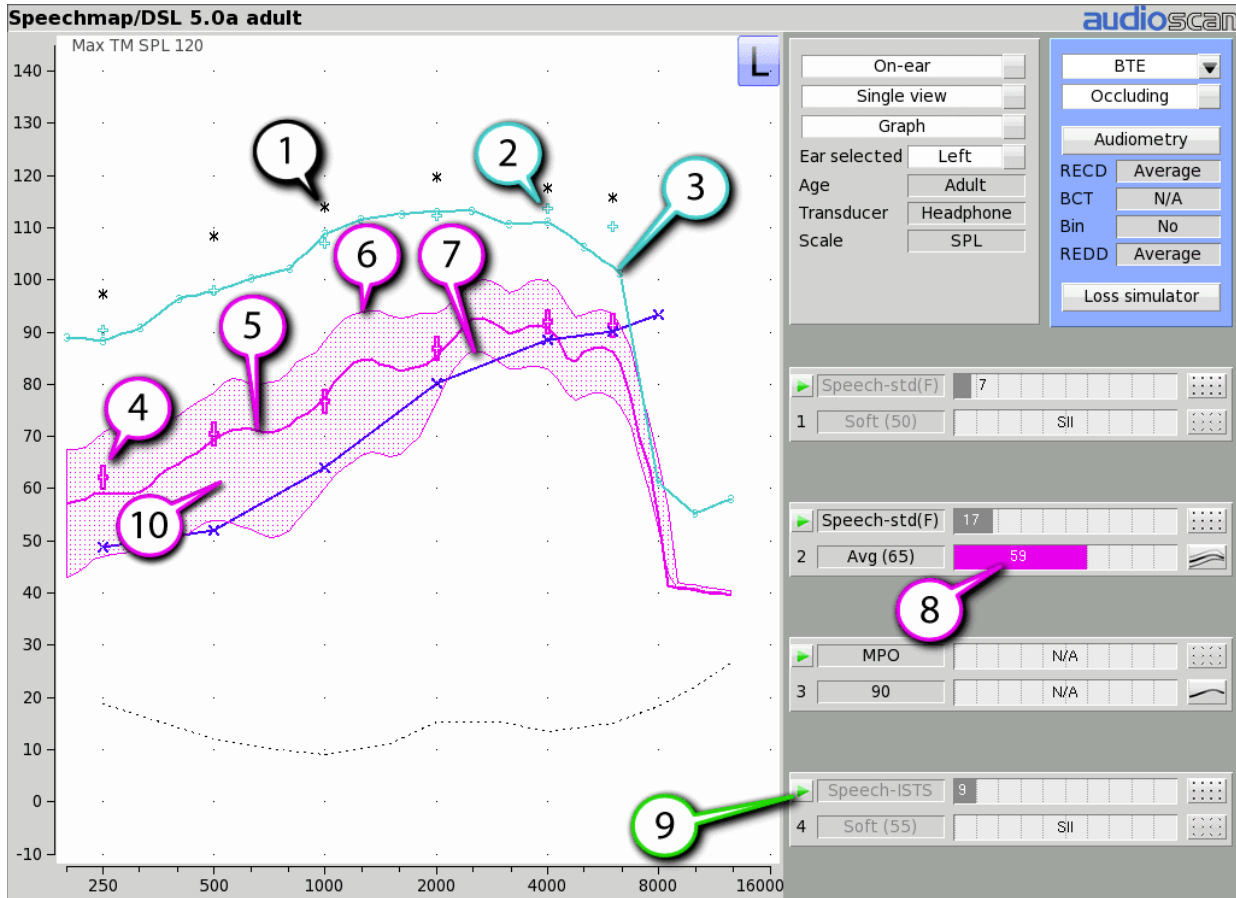 Speechmap/DSL 5.0a adult
audioscan
Max TM SPL 120
L
140
130
120
110
100
90
80
70
60
50
40
30
20
10
0
-10
250 500 1000 2000 4000 8000 16000
1
2
3
6
7
5
4
10
On-ear
Single view
Graph
Ear selected Left
Age Adult
Transducer Headphone
Scale SPL
BTE
Occluding
Audiometry
RECD Average
BCT N/A
Bin No
REDD Average
Loss simulator
Speech-std(F) 7
1 Soft (50) SII
Speech-std(F) 17
2 Avg (65) 59
8
MPO N/A
3 90 N/A
Speech-ISTS 9
9
4 Soft (55) SII